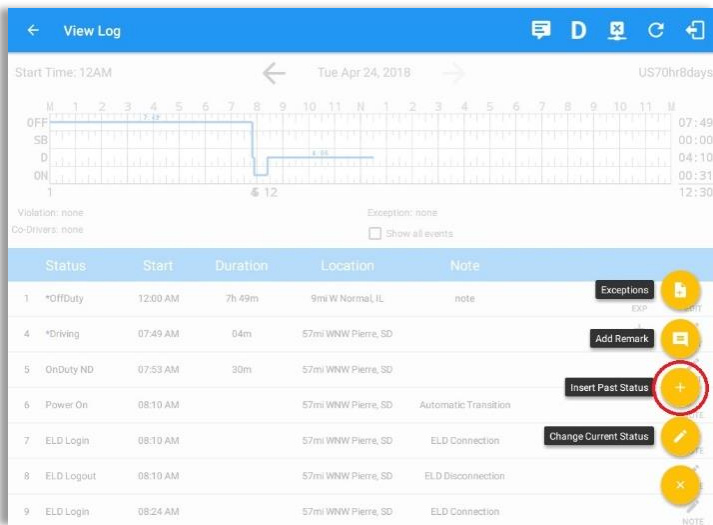 View Log
D
Start Time: 12AM
Tue Apr 24, 2018
US70hr8days
M 1 2 3 4 5 6 7 8 9 10 11 N 1 2 3 4 5 6 7 8 9 10 11 M
OFF 7:49 07:49
SB 00:00
D 4:06 04:10
ON 00:31
1 12 12:30
Violation: none
Exception: none
Co-Drivers: none
Show all events
Status Start Duration Location Note
Exceptions
1 *OffDuty 12:00 AM 7h 49m 9mi W Normal, IL note
EXP EDIT
Add Remark
4 *Driving 07:49 AM 04m 57mi WNW Pierre, SD
5 OnDuty ND 07:53 AM 30m 57mi WNW Pierre, SD
Insert Past Status
6 Power On 08:10 AM 57mi WNW Pierre, SD Automatic Transition
Change Current Status
7 ELD Login 08:10 AM 57mi WNW Pierre, SD ELD Connection
8 ELD Logout 08:10 AM 57mi WNW Pierre, SD ELD Disconnection
9 ELD Login 08:24 AM 57mi WNW Pierre, SD ELD Connection
NOTE